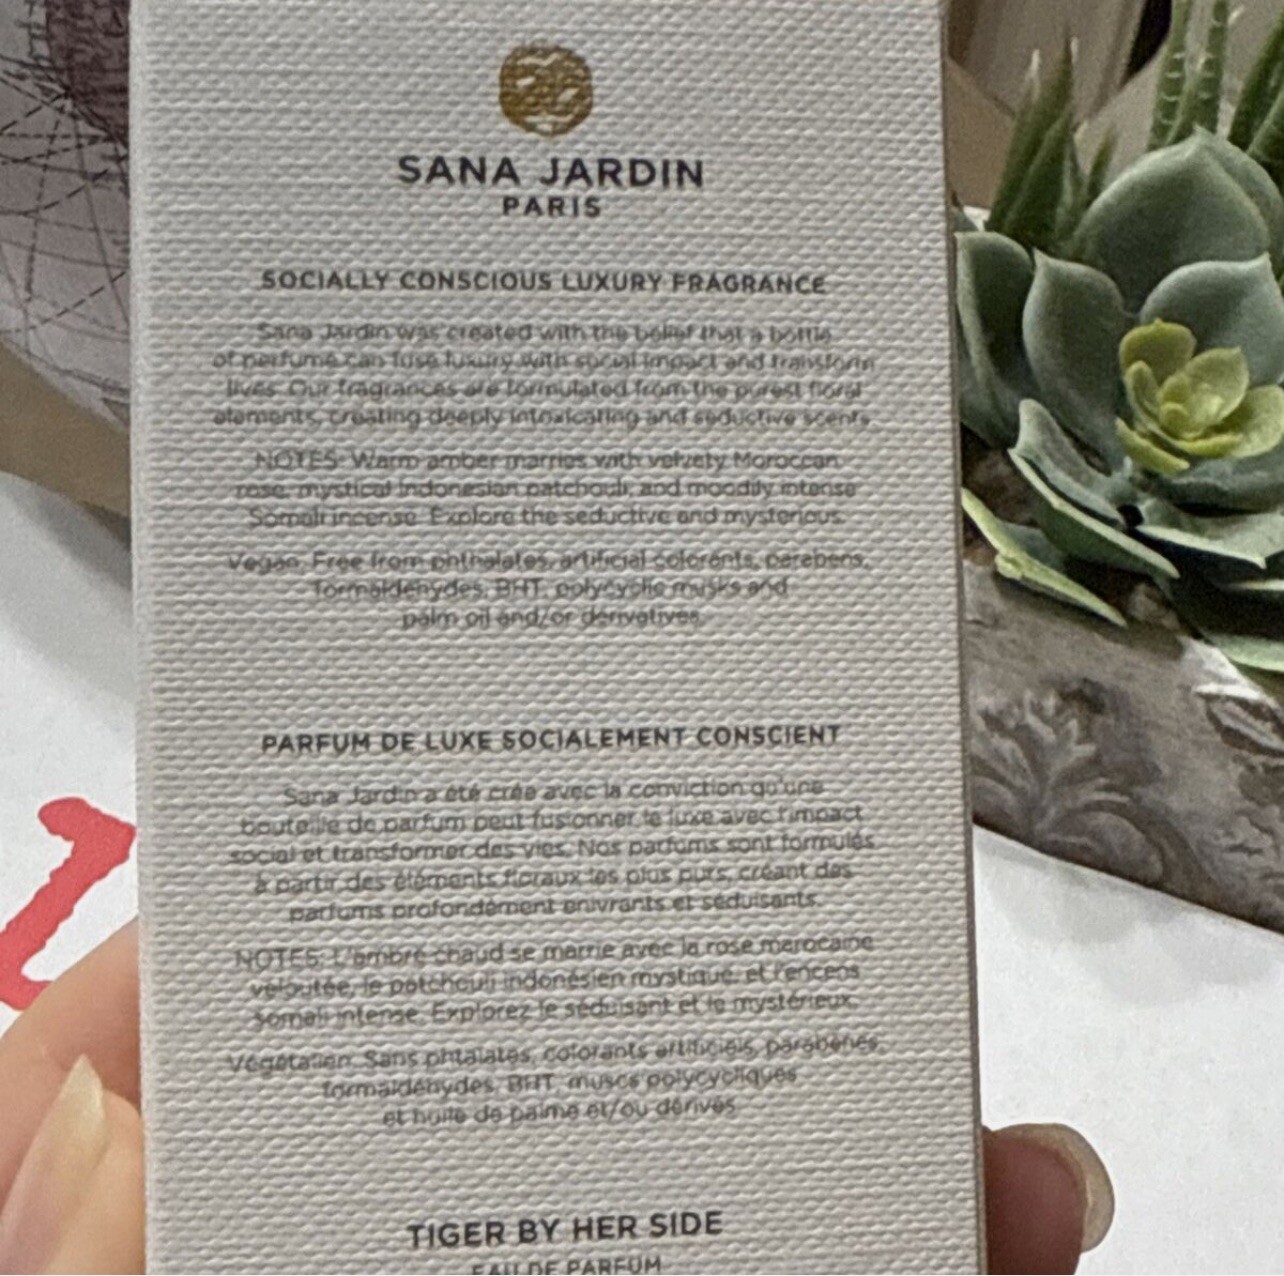 SANA JARDIN
PARIS
SOCIALLY CONSCIOUS LUXURY FRAGRANCE
Sana Jardin was created with the belief that a bottle
of perfume can fuse luxury with social impact and transform
lives. Our fragrances are formulated from the purest floral
elements, creating deeply intoxicating and seductive scents.
NOTES: Warm amber marries with velvety Moroccan
rose, mystical Indonesian patchouli, and moodily intense
Somali incense. Explore the seductive and mysterious.
Vegan. Free from phthalates, artificial colorants, parabens,
formaldehydes, BHT, polycyclic musks and
palm oil and/or derivatives.
PARFUM DE LUXE SOCIALEMENT CONSCIENT
Sana Jardin a été crée avec la conviction qu'une
bouteille de parfum peut fusionner le luxe avec l'impact
social et transformer des vies. Nos parfums sont formulés
à partir des éléments floraux les plus purs, créant des
parfums profondément enivrants et séduisants.
NOTES: L'ambre chaud se marrie avec la rose marocaine
veloutée, le patchouli indonésien mystique, et l'encens
somali intense. Explorez le séduisant et le mystérieux.
Végétalien. Sans phtalates, colorants artificiels, parabènes,
formaldéhydes, BHT, muscs polycycliques
et huile de palme et/ou dérivés.
TIGER BY HER SIDE
EAU DE PARFUM